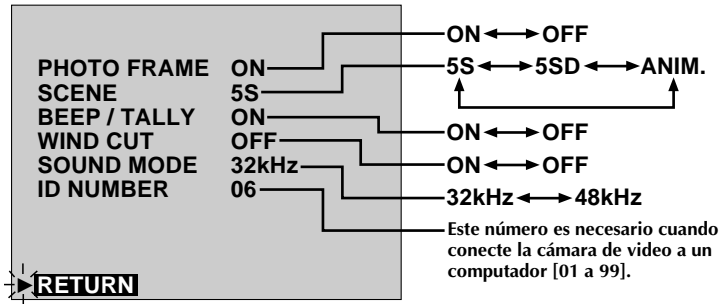 PHOTO FRAME ON ON OFF
SCENE 5S 5S 5SD ANIM.
BEEP / TALLY ON ON OFF
WIND CUT OFF ON OFF
SOUND MODE 32kHz 32kHz 48kHz
ID NUMBER 06 Este número es necesario cuando
conecte la cámara de video a un
computador [01 a 99].
RETURN